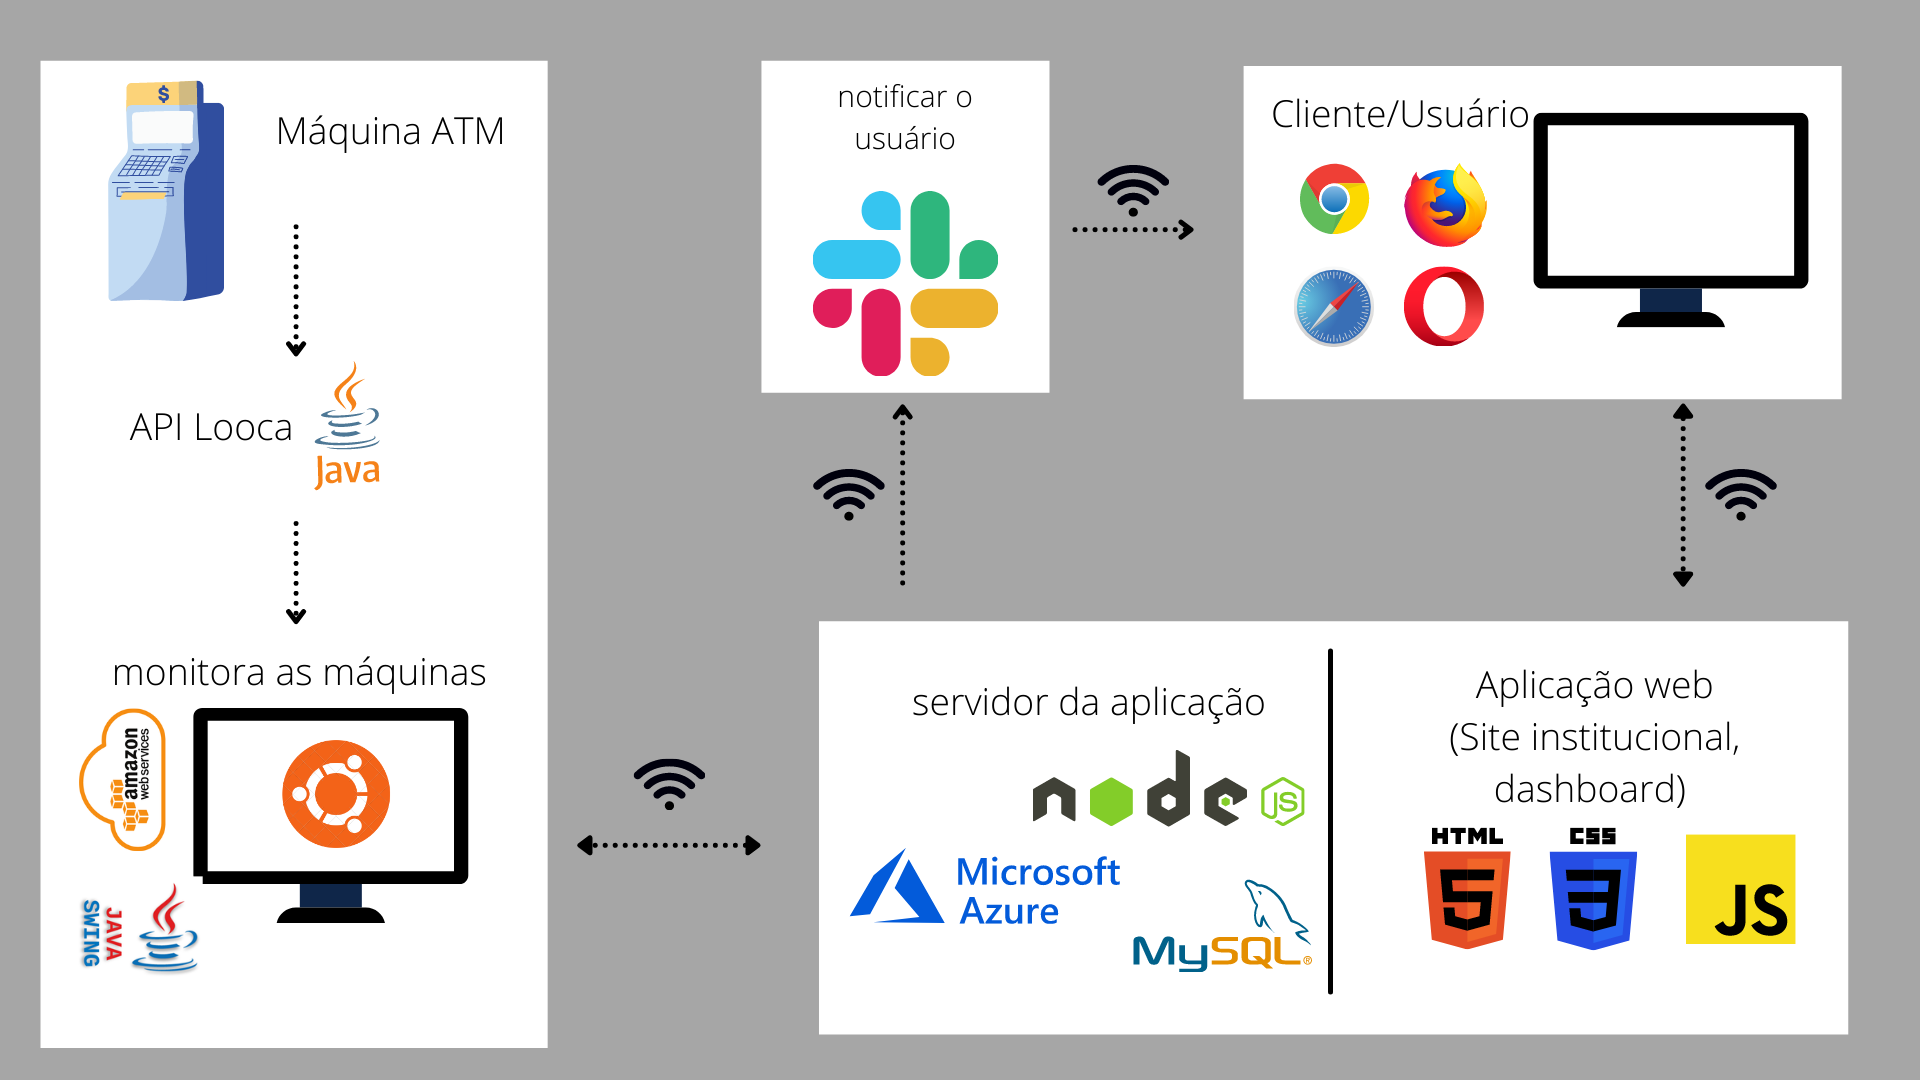 $
Máquina ATM
API Looca
Java
monitora as máquinas
amazon
webservices
JAVA
SWING
notificar o
usuário
Cliente/Usuário
servidor da aplicação
node
JS
Microsoft
Azure
MySQL®
Aplicação web
(Site institucional,
dashboard)
HTML
5
CSS
3
JS